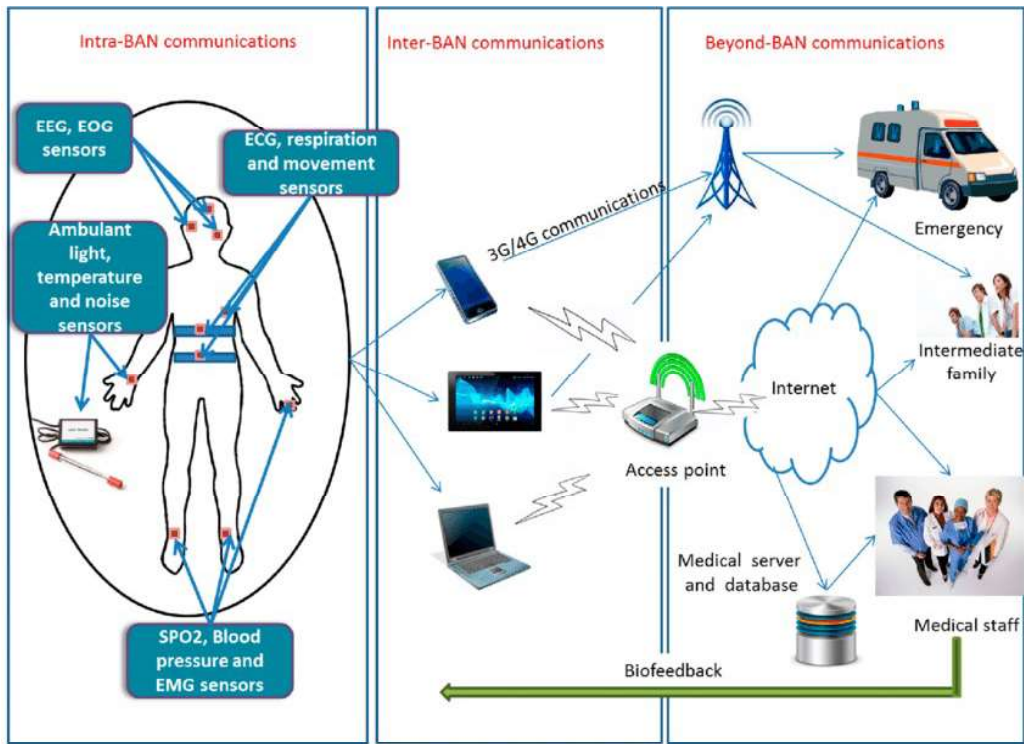 Intra-BAN communications
EEG, EOG
sensors
ECG, respiration
and movement
sensors
Ambulant
light,
temperature
and noise
sensors
SPO2, Blood
pressure and
EMG sensors
Inter-BAN communications
3G/4G communications
Access point
Beyond-BAN communications
Emergency
Intermediate
family
Internet
Medical server
and database
Medical staff
Biofeedback